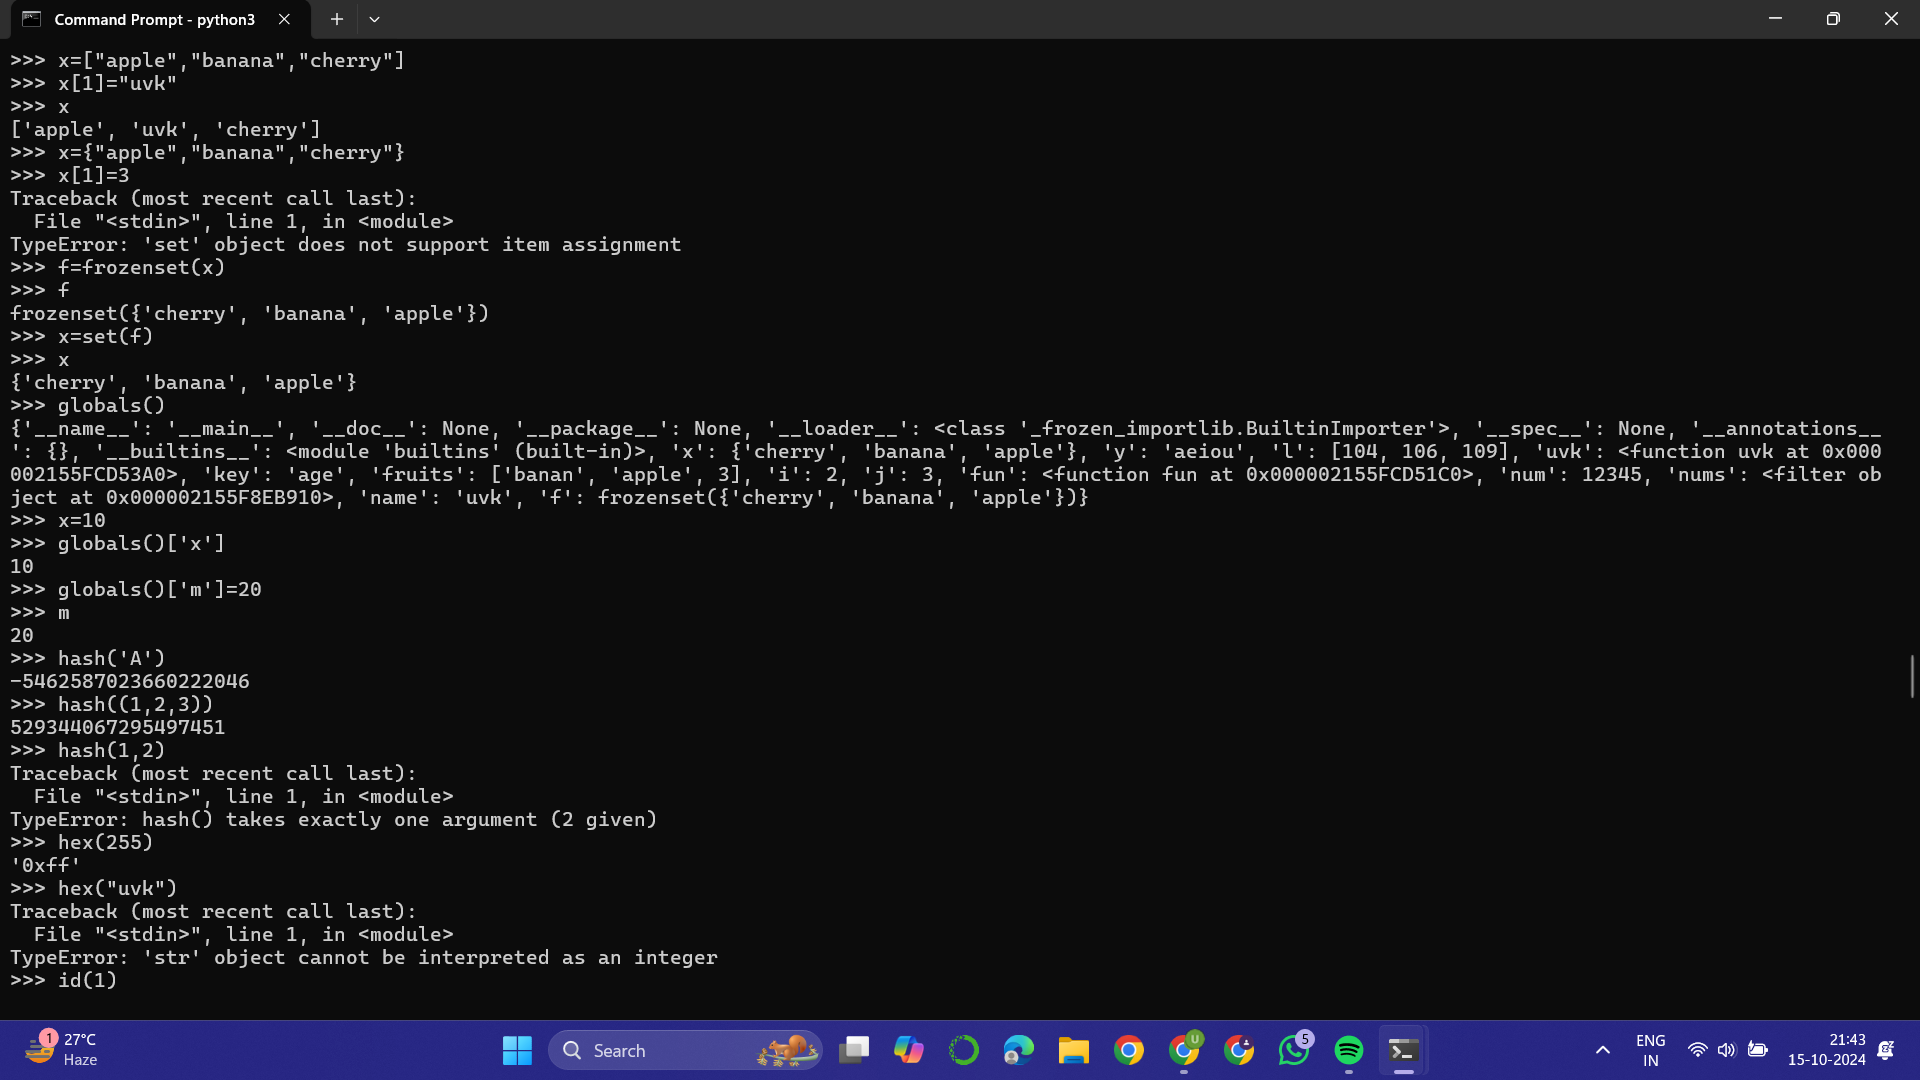 Command Prompt - python3
>>> x=["apple","banana","cherry"]
>>> x[1]="uvk"
>>> x
['apple', 'uvk', 'cherry']
>>> x={"apple","banana","cherry"}
>>> x[1]=3
Traceback (most recent call last):
  File "<stdin>", line 1, in <module>
TypeError: 'set' object does not support item assignment
>>> f=frozenset(x)
>>> f
frozenset({'cherry', 'banana', 'apple'})
>>> x=set(f)
>>> x
{'cherry', 'banana', 'apple'}
>>> globals()
{'__name__': '__main__', '__doc__': None, '__package__': None, '__loader__': <class '_frozen_importlib.BuiltinImporter'>, '__spec__': None, '__annotations__
': {}, '__builtins__': <module 'builtins' (built-in)>, 'x': {'cherry', 'banana', 'apple'}, 'y': 'aeiou', 'l': [104, 106, 109], 'uvk': <function uvk at 0x000
002155FCD53A0>, 'key': 'age', 'fruits': ['banan', 'apple', 3], 'i': 2, 'j': 3, 'fun': <function fun at 0x000002155FCD51C0>, 'num': 12345, 'nums': <filter ob
ject at 0x000002155F8EB910>, 'name': 'uvk', 'f': frozenset({'cherry', 'banana', 'apple'})}
>>> x=10
>>> globals()['x']
10
>>> globals()['m']=20
>>> m
20
>>> hash('A')
-5462587023660222046
>>> hash((1,2,3))
529344067295497451
>>> hash(1,2)
Traceback (most recent call last):
  File "<stdin>", line 1, in <module>
TypeError: hash() takes exactly one argument (2 given)
>>> hex(255)
'0xff'
>>> hex("uvk")
Traceback (most recent call last):
  File "<stdin>", line 1, in <module>
TypeError: 'str' object cannot be interpreted as an integer
>>> id(1)
1
27°C
Haze
Search
U
5
ENG
IN
21:43
15-10-2024